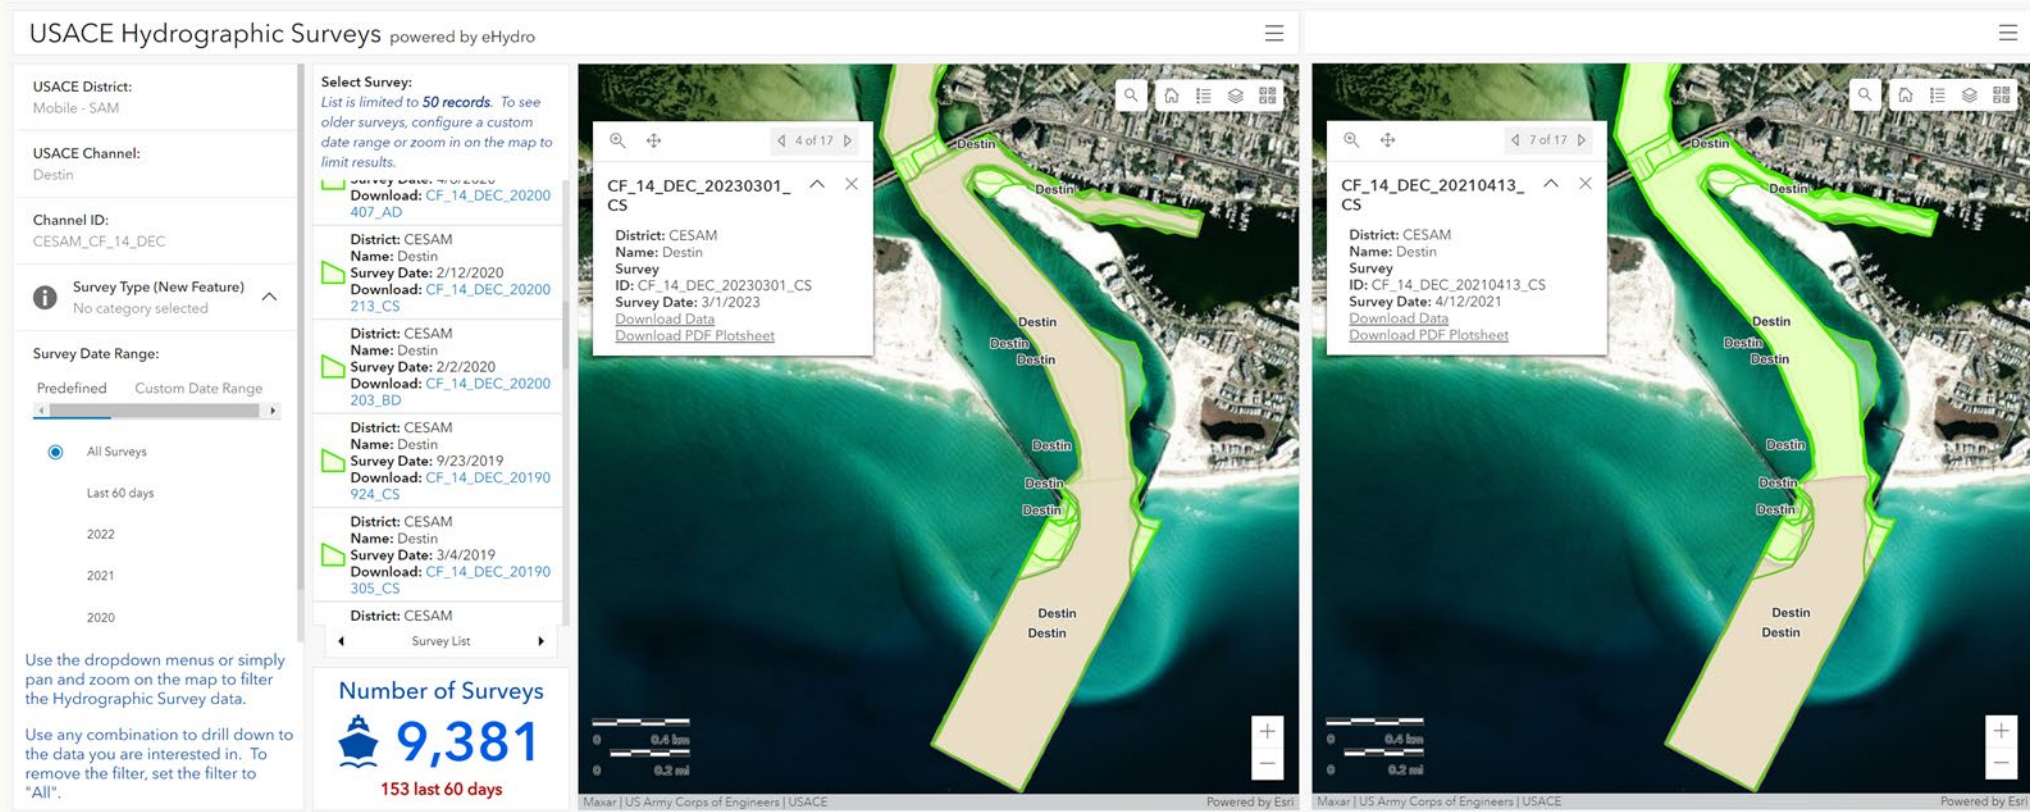 USACE Hydrographic Surveys powered by eHydro
USACE District:
Mobile - SAM
USACE Channel:
Destin
Channel ID:
CESAM_CF_14_DEC
Survey Type (New Feature)
No category selected
Survey Date Range:
Predefined Custom Date Range
All Surveys
Last 60 days
2022
2021
2020
Use the dropdown menus or simply
pan and zoom on the map to filter
the Hydrographic Survey data.
Use any combination to drill down to
the data you are interested in. To
remove the filter, set the filter to
"All".
Select Survey:
List is limited to 50 records. To see
older surveys, configure a custom
date range or zoom in on the map to
limit results.
Download: CF_14_DEC_20200
407_AD
District: CESAM
Name: Destin
Survey Date: 2/12/2020
Download: CF_14_DEC_20200
213_CS
District: CESAM
Name: Destin
Survey Date: 2/2/2020
Download: CF_14_DEC_20200
203_BD
District: CESAM
Name: Destin
Survey Date: 9/23/2019
Download: CF_14_DEC_20190
924_CS
District: CESAM
Name: Destin
Survey Date: 3/4/2019
Download: CF_14_DEC_20190
305_CS
District: CESAM
Survey List
Number of Surveys
9,381
153 last 60 days
4 of 17
CF_14_DEC_20230301_
CS
District: CESAM
Name: Destin
Survey
ID: CF_14_DEC_20230301_CS
Survey Date: 3/1/2023
Download Data
Download PDF Plotsheet
Destin
Destin
Destin
Destin
Destin
Destin
Destin
Destin
Destin
Destin
0 0.4 km
0 0.2 mi
Maxar | US Army Corps of Engineers | USACE
Powered by Esri
7 of 17
CF_14_DEC_20210413_
CS
District: CESAM
Name: Destin
Survey
ID: CF_14_DEC_20210413_CS
Survey Date: 4/12/2021
Download Data
Download PDF Plotsheet
Destin
Destin
Destin
Destin
Destin
Destin
Destin
Destin
Destin
Destin
0 0.4 km
0 0.2 mi
Maxar | US Army Corps of Engineers | USACE
Powered by Esri